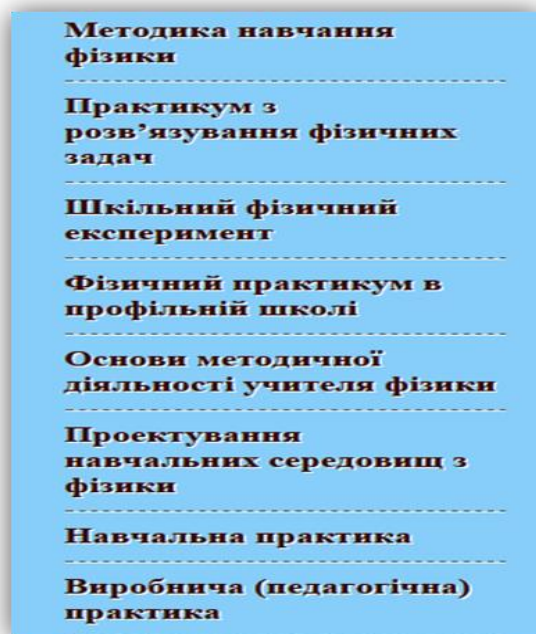 Методика навчання
фізики
Практикум з
розв’язування фізичних
задач
Шкільний фізичний
експеримент
Фізичний практикум в
профільній школі
Основи методичної
діяльності учителя фізики
Проектування
навчальних середовищ з
фізики
Навчальна практика
Виробнича (педагогічна)
практика